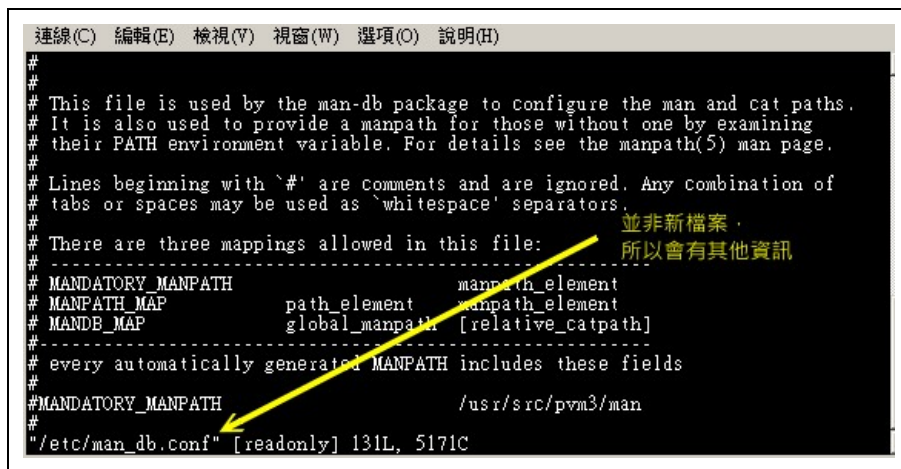 連線(C) 編輯(E) 檢視(V) 視窗(W) 選項(O) 說明(H)
#
#
# This file is used by the man-db package to configure the man and cat paths.
# It is also used to provide a manpath for those without one by examining
# their PATH environment variable. For details see the manpath(5) man page.
#
# Lines beginning with `#' are comments and are ignored. Any combination of
# tabs or spaces may be used as `whitespace' separators.
#
並非新檔案，
所以會有其他資訊
# There are three mappings allowed in this file:
# --------------------------------------------------------
# MANDATORY_MANPATH manpath_element
# MANPATH_MAP path_element manpath_element
# MANDB_MAP global_manpath [relative_catpath]
#---------------------------------------------------------
# every automatically generated MANPATH includes these fields
#
#MANDATORY_MANPATH /usr/src/pvm3/man
#
"/etc/man_db.conf" [readonly] 131L, 5171C